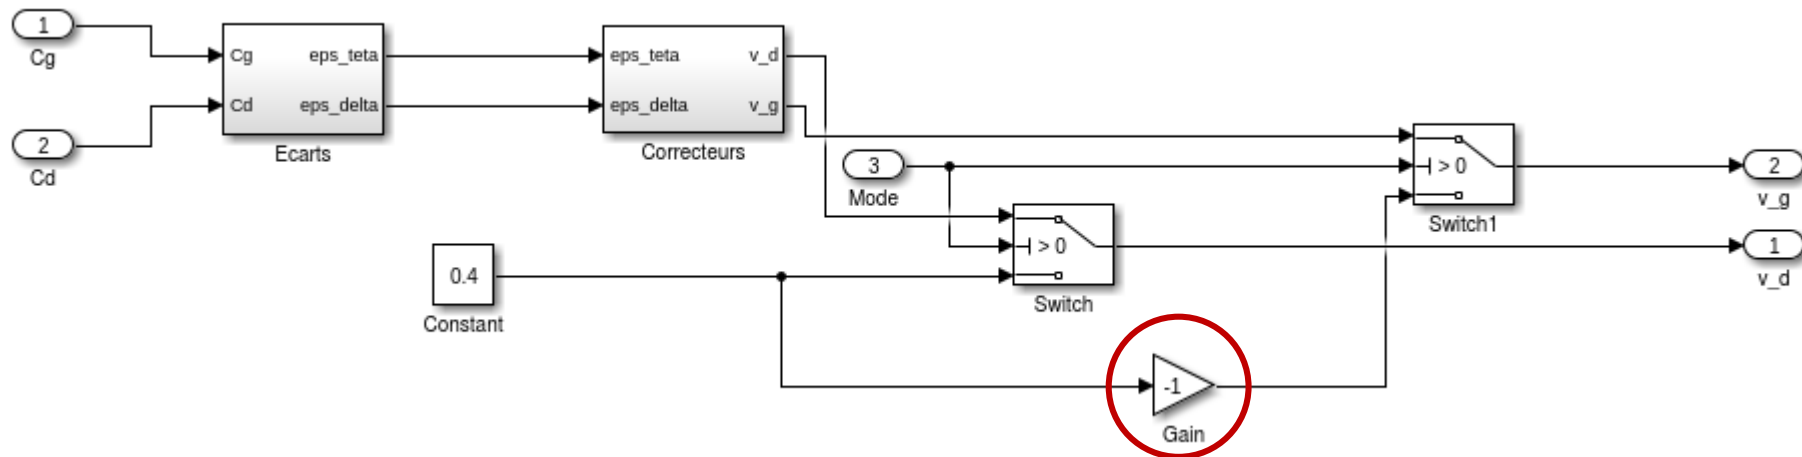 1
Cg
2
Cd
Cg eps_teta
Cd eps_delta
Ecarts
eps_teta v_d
eps_delta v_g
Correcteurs
3
Mode
0.4
Constant
> 0
Switch
> 0
Switch1
-1
Gain
2
v_g
1
v_d